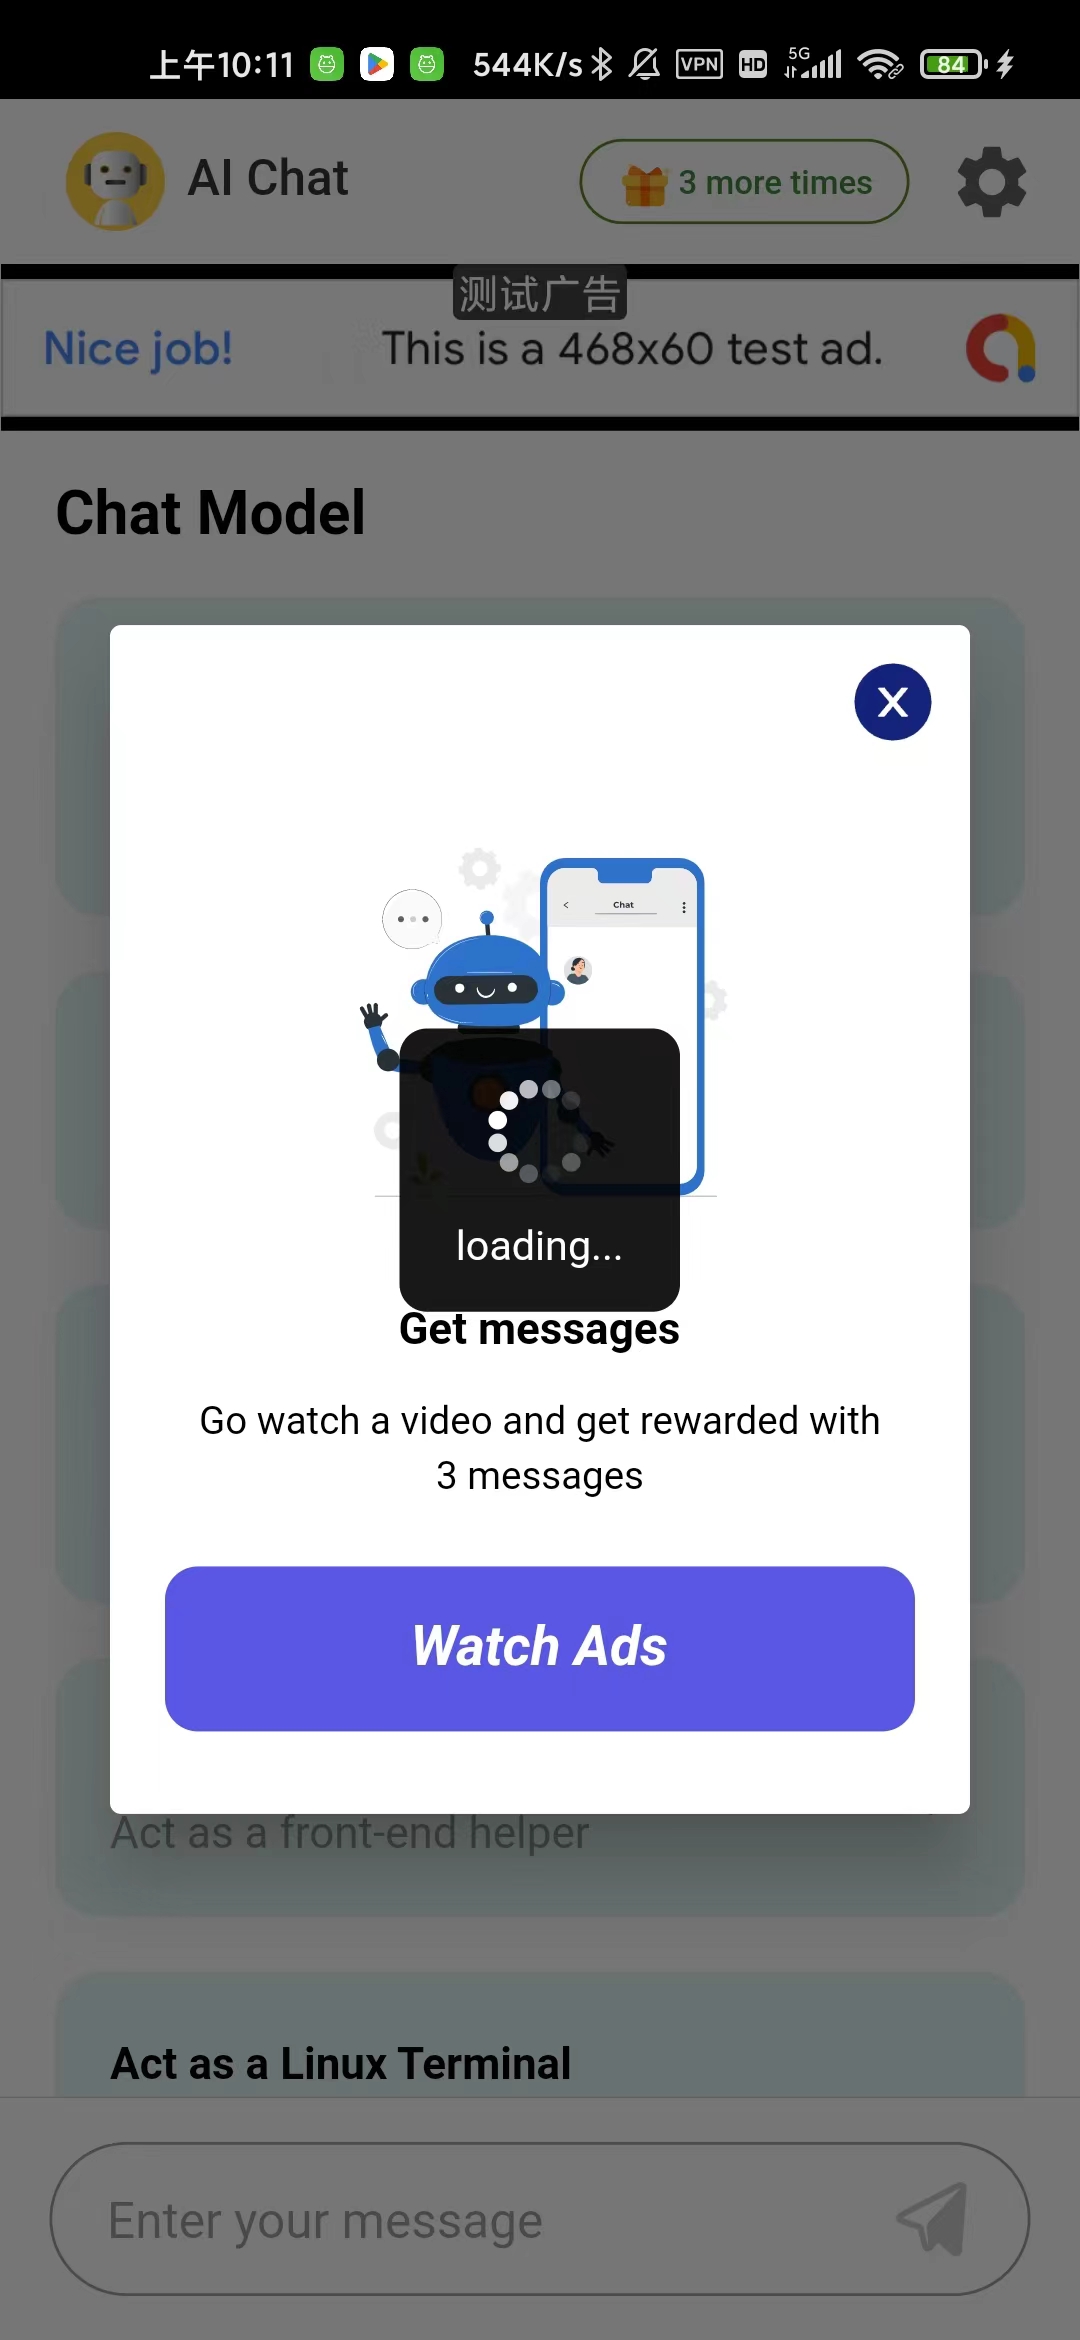 上午10:11 544K/s VPN HD 5G 84
AI Chat
3 more times
测试广告
Nice job! This is a 468x60 test ad.
Chat Model
X
Chat
loading...
Get messages
Go watch a video and get rewarded with
3 messages
Watch Ads
Act as a front-end helper
Act as a Linux Terminal
Enter your message